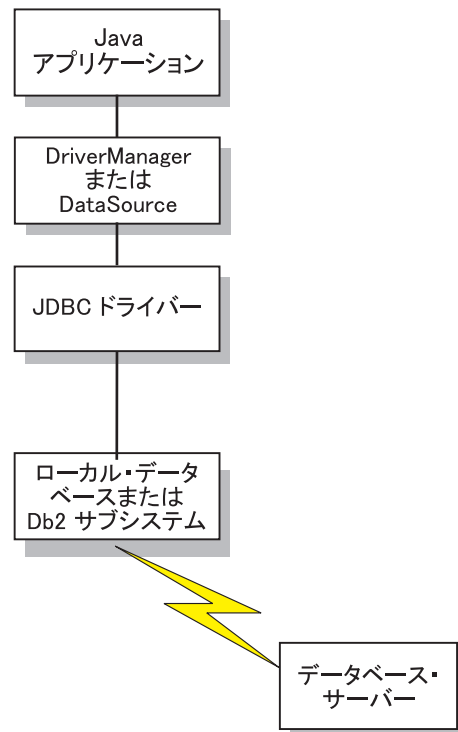 Java
アプリケーション
DriverManager
または
DataSource
JDBC ドライバー
ローカル・データ
ベースまたは
Db2 サブシステム
データベース・
サーバー